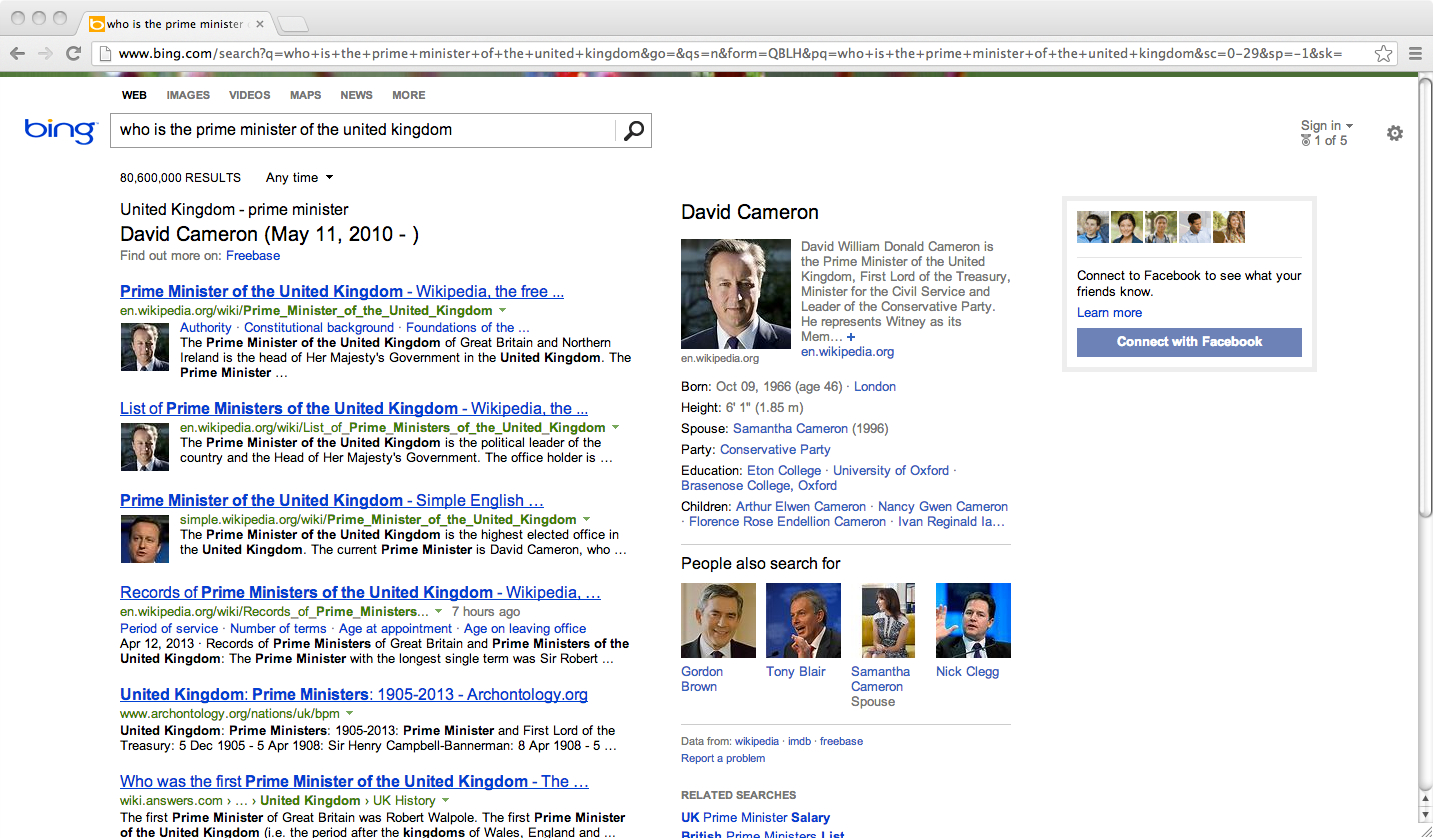 who is the prime minister
www.bing.com/search?q=who+is+the+prime+minister+of+the+united+kingdom&go=&qs=n&form=QBLH&pq=who+is+the+prime+minister+of+the+united+kingdom&sc=0-29&sp=-1&sk=
WEB IMAGES VIDEOS MAPS NEWS MORE
bing
who is the prime minister of the united kingdom
Sign in
1 of 5
80,600,000 RESULTS Any time
United Kingdom - prime minister
David Cameron (May 11, 2010 - )
Find out more on: Freebase
Prime Minister of the United Kingdom - Wikipedia, the free ...
en.wikipedia.org/wiki/Prime_Minister_of_the_United_Kingdom
Authority · Constitutional background · Foundations of the ...
The Prime Minister of the United Kingdom of Great Britain and Northern
Ireland is the head of Her Majesty's Government in the United Kingdom. The
Prime Minister ...
List of Prime Ministers of the United Kingdom - Wikipedia, the ...
en.wikipedia.org/wiki/List_of_Prime_Ministers_of_the_United_Kingdom
The Prime Minister of the United Kingdom is the political leader of the
country and the Head of Her Majesty's Government. The office holder is ...
Prime Minister of the United Kingdom - Simple English ...
simple.wikipedia.org/wiki/Prime_Minister_of_the_United_Kingdom
The Prime Minister of the United Kingdom is the highest elected office in
the United Kingdom. The current Prime Minister is David Cameron, who ...
Records of Prime Ministers of the United Kingdom - Wikipedia, ...
en.wikipedia.org/wiki/Records_of_Prime_Ministers... 7 hours ago
Period of service · Number of terms · Age at appointment · Age on leaving office
Apr 12, 2013 · Records of Prime Ministers of Great Britain and Prime Ministers of the
United Kingdom: The Prime Minister with the longest single term was Sir Robert ...
United Kingdom: Prime Ministers: 1905-2013 - Archontology.org
www.archontology.org/nations/uk/bpm
United Kingdom: Prime Ministers: 1905-2013: Prime Minister and First Lord of the
Treasury: 5 Dec 1905 - 5 Apr 1908: Sir Henry Campbell-Bannerman: 8 Apr 1908 - 5 ...
Who was the first Prime Minister of the United Kingdom - The ...
wiki.answers.com › ... › United Kingdom › UK History
The first Prime Minister of Great Britain was Robert Walpole. The first Prime Minister
of the United Kingdom (i.e. the period after the kingdoms of Wales, England and ...
David Cameron
David William Donald Cameron is
the Prime Minister of the United
Kingdom, First Lord of the Treasury,
Minister for the Civil Service and
Leader of the Conservative Party.
He represents Witney as its
Mem... +
en.wikipedia.org
en.wikipedia.org
Born: Oct 09, 1966 (age 46) · London
Height: 6' 1" (1.85 m)
Spouse: Samantha Cameron (1996)
Party: Conservative Party
Education: Eton College · University of Oxford ·
Brasenose College, Oxford
Children: Arthur Elwen Cameron · Nancy Gwen Cameron
· Florence Rose Endellion Cameron · Ivan Reginald Ia...
People also search for
Gordon Brown
Tony Blair
Samantha Cameron
Spouse
Nick Clegg
Data from: wikipedia · imdb · freebase
Report a problem
RELATED SEARCHES
UK Prime Minister Salary
British Prime Ministers List
Connect to Facebook to see what your
friends know.
Learn more
Connect with Facebook